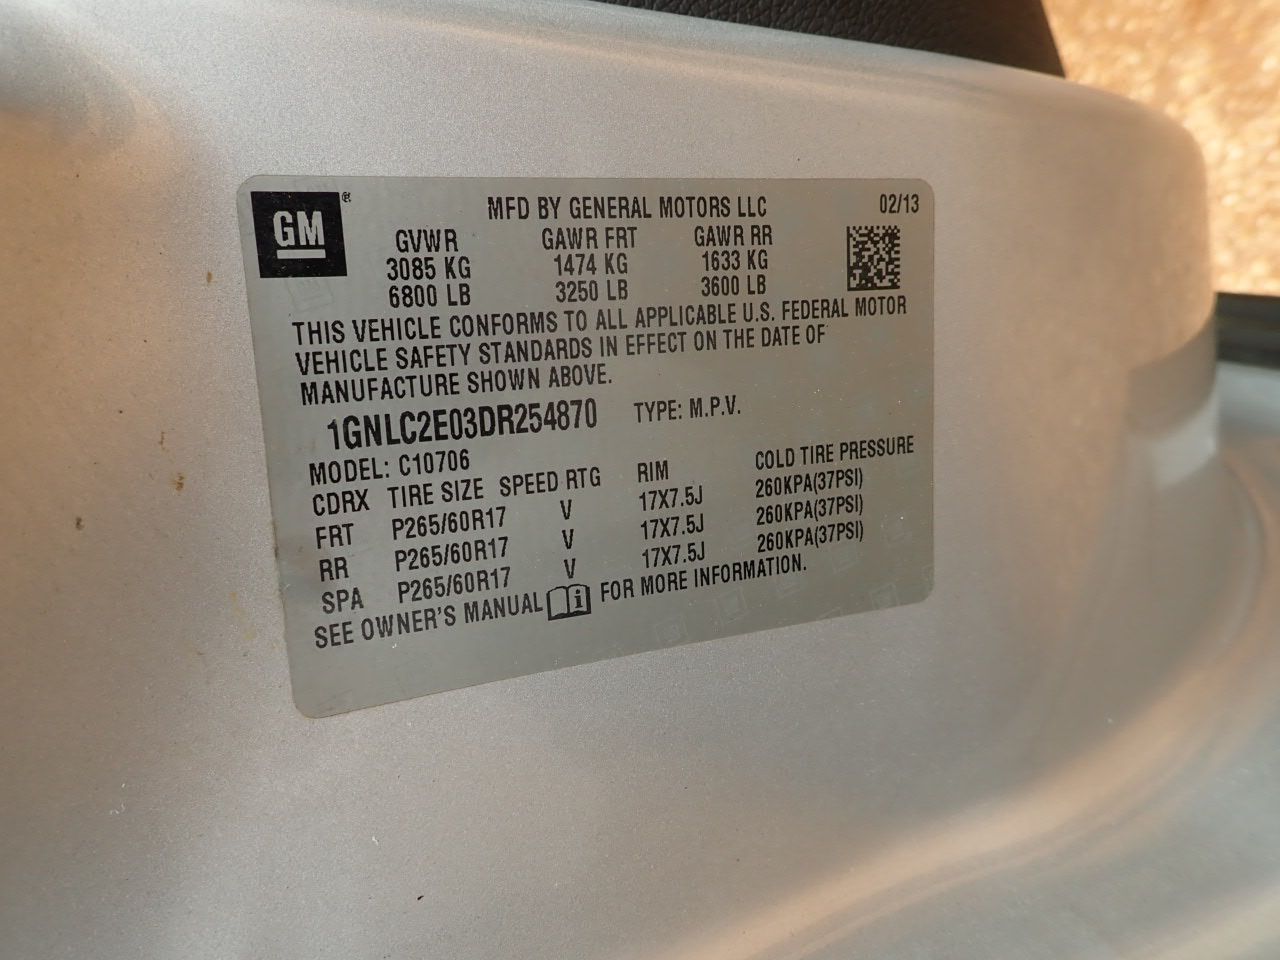 GM®
MFD BY GENERAL MOTORS LLC 02/13
GVWR GAWR FRT GAWR RR
3085 KG 1474 KG 1633 KG
6800 LB 3250 LB 3600 LB
THIS VEHICLE CONFORMS TO ALL APPLICABLE U.S. FEDERAL MOTOR
VEHICLE SAFETY STANDARDS IN EFFECT ON THE DATE OF
MANUFACTURE SHOWN ABOVE.
1GNLC2E03DR254870 TYPE: M.P.V.
MODEL: C10706
CDRX TIRE SIZE SPEED RTG RIM COLD TIRE PRESSURE
FRT P265/60R17 V 17X7.5J 260KPA(37PSI)
RR P265/60R17 V 17X7.5J 260KPA(37PSI)
SPA P265/60R17 V 17X7.5J 260KPA(37PSI)
SEE OWNER'S MANUAL i FOR MORE INFORMATION.